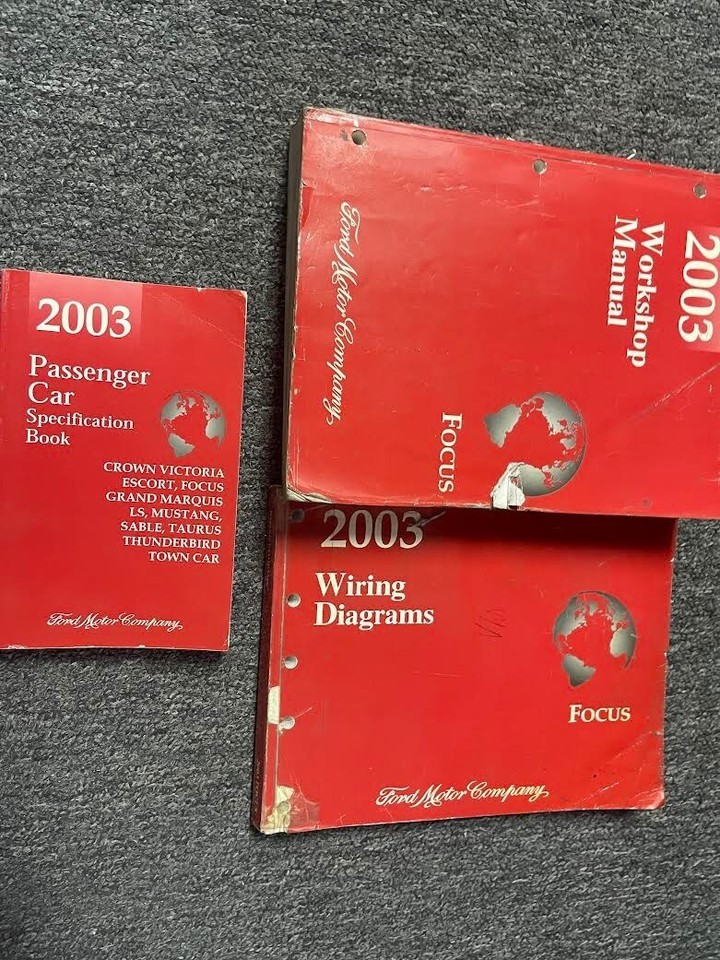 2003
Passenger
Car
Specification
Book
CROWN VICTORIA
ESCORT, FOCUS
GRAND MARQUIS
LS, MUSTANG,
SABLE, TAURUS
THUNDERBIRD
TOWN CAR
Ford Motor Company
2003
Workshop
Manual
FOCUS
Ford Motor Company
2003
Wiring
Diagrams
FOCUS
Ford Motor Company